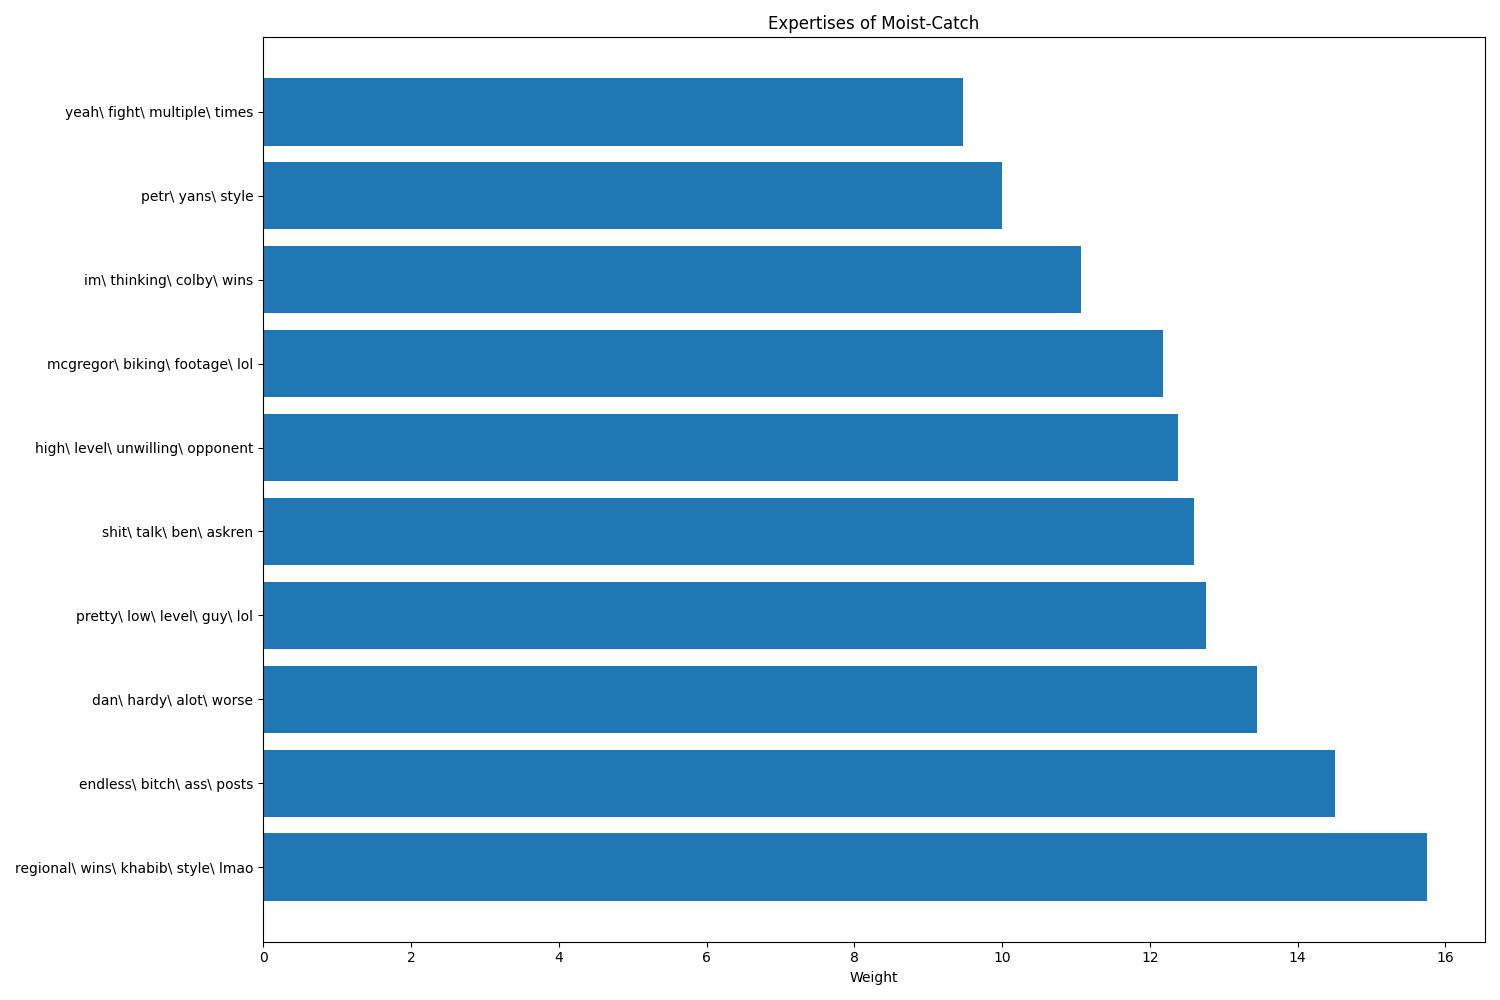 Expertises of Moist-Catch
yeah\ fight\ multiple\ times
petr\ yans\ style
im\ thinking\ colby\ wins
mcgregor\ biking\ footage\ lol
high\ level\ unwilling\ opponent
shit\ talk\ ben\ askren
pretty\ low\ level\ guy\ lol
dan\ hardy\ alot\ worse
endless\ bitch\ ass\ posts
regional\ wins\ khabib\ style\ lmao
0 2 4 6 8 10 12 14 16
Weight